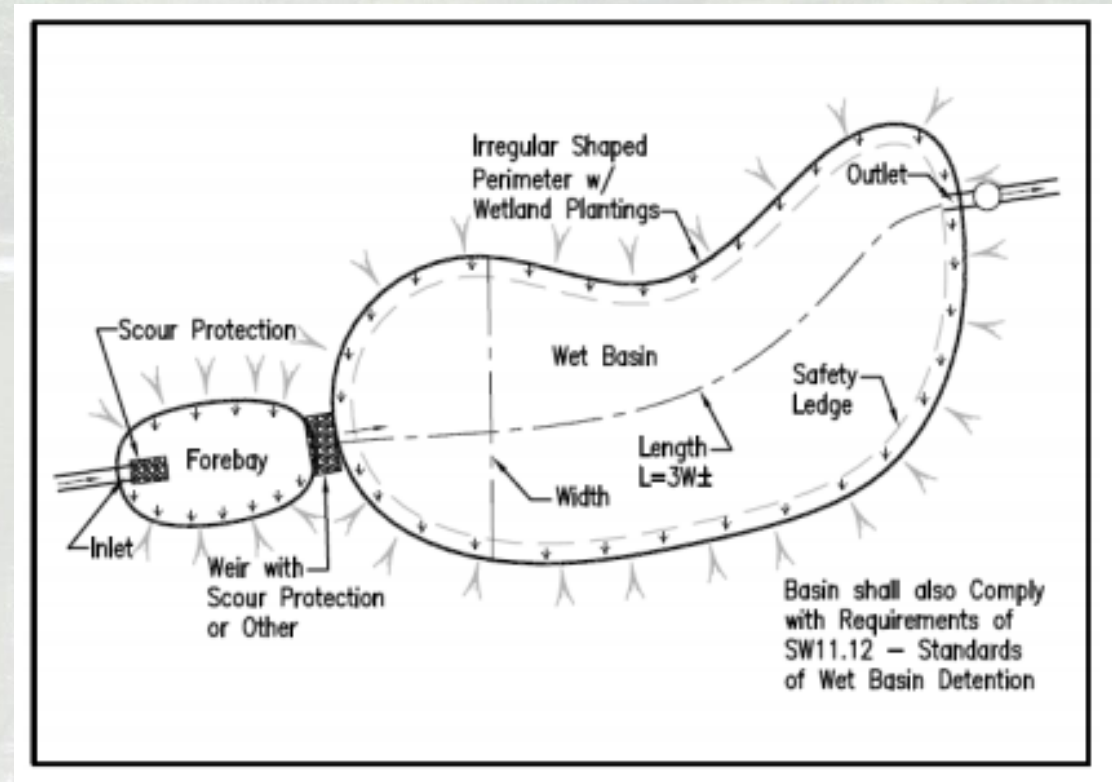 Irregular Shaped
Perimeter w/
Wetland Plantings
Outlet
Scour Protection
Wet Basin
Safety
Ledge
Forebay
Length
L=3W±
Width
Inlet
Weir with
Scour Protection
or Other
Basin shall also Comply
with Requirements of
SW11.12 – Standards
of Wet Basin Detention